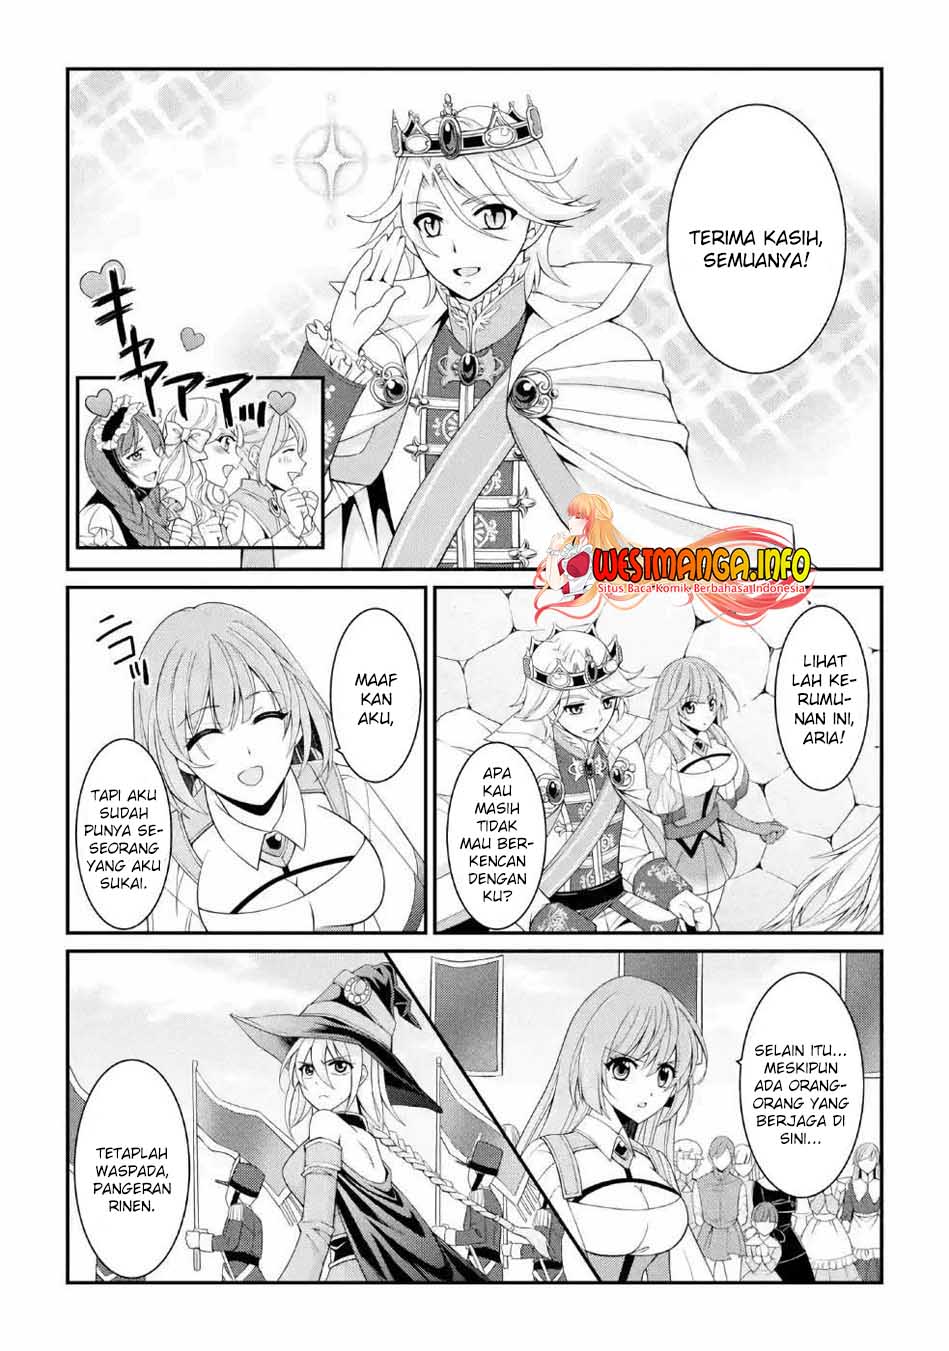 TERIMA KASIH,
SEMUANYA!
キャアアアッ
WESTMANGA.INFO
Situs Baca Komik Berbahasa Indonesia
LIHAT
LAH KE-
RUMU-
NAN INI,
ARIA!
APA
KAU
MASIH
TIDAK
MAU BER-
KENCAN
DENGAN
KU?
ニコッ
MAAF
KAN
AKU,
TAPI AKU
SUDAH
PUNYA SE-
SEORANG
YANG AKU
SUKAI.
SELAIN ITU...
MESKIPUN
ADA ORANG-
ORANG YANG
BERJAGA DI
SINI...
TETAPLAH
WASPADA,
PANGERAN
RINEN.